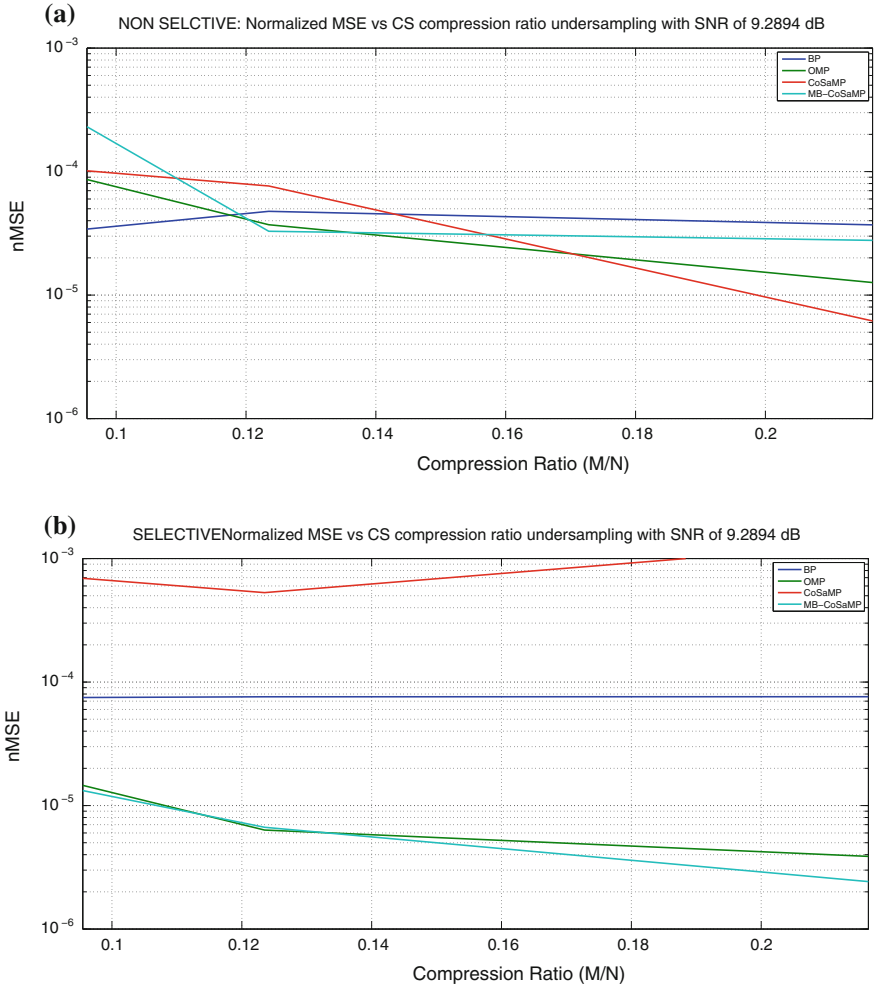 (a)
NON SELCTIVE: Normalized MSE vs CS compression ratio undersampling with SNR of 9.2894 dB
10^-3
BP
OMP
CoSaMP
MB-CoSaMP
10^-4
nMSE
10^-5
10^-6
0.1 0.12 0.14 0.16 0.18 0.2
Compression Ratio (M/N)
(b)
SELECTIVENormalized MSE vs CS compression ratio undersampling with SNR of 9.2894 dB
10^-3
BP
OMP
CoSaMP
MB-CoSaMP
10^-4
nMSE
10^-5
10^-6
0.1 0.12 0.14 0.16 0.18 0.2
Compression Ratio (M/N)